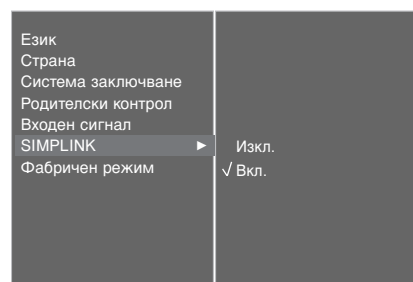 Език
Страна
Система заключване
Родителски контрол
Входен сигнал
SIMPLINK ►
Изкл.
Фабричен режим
√ Вкл.